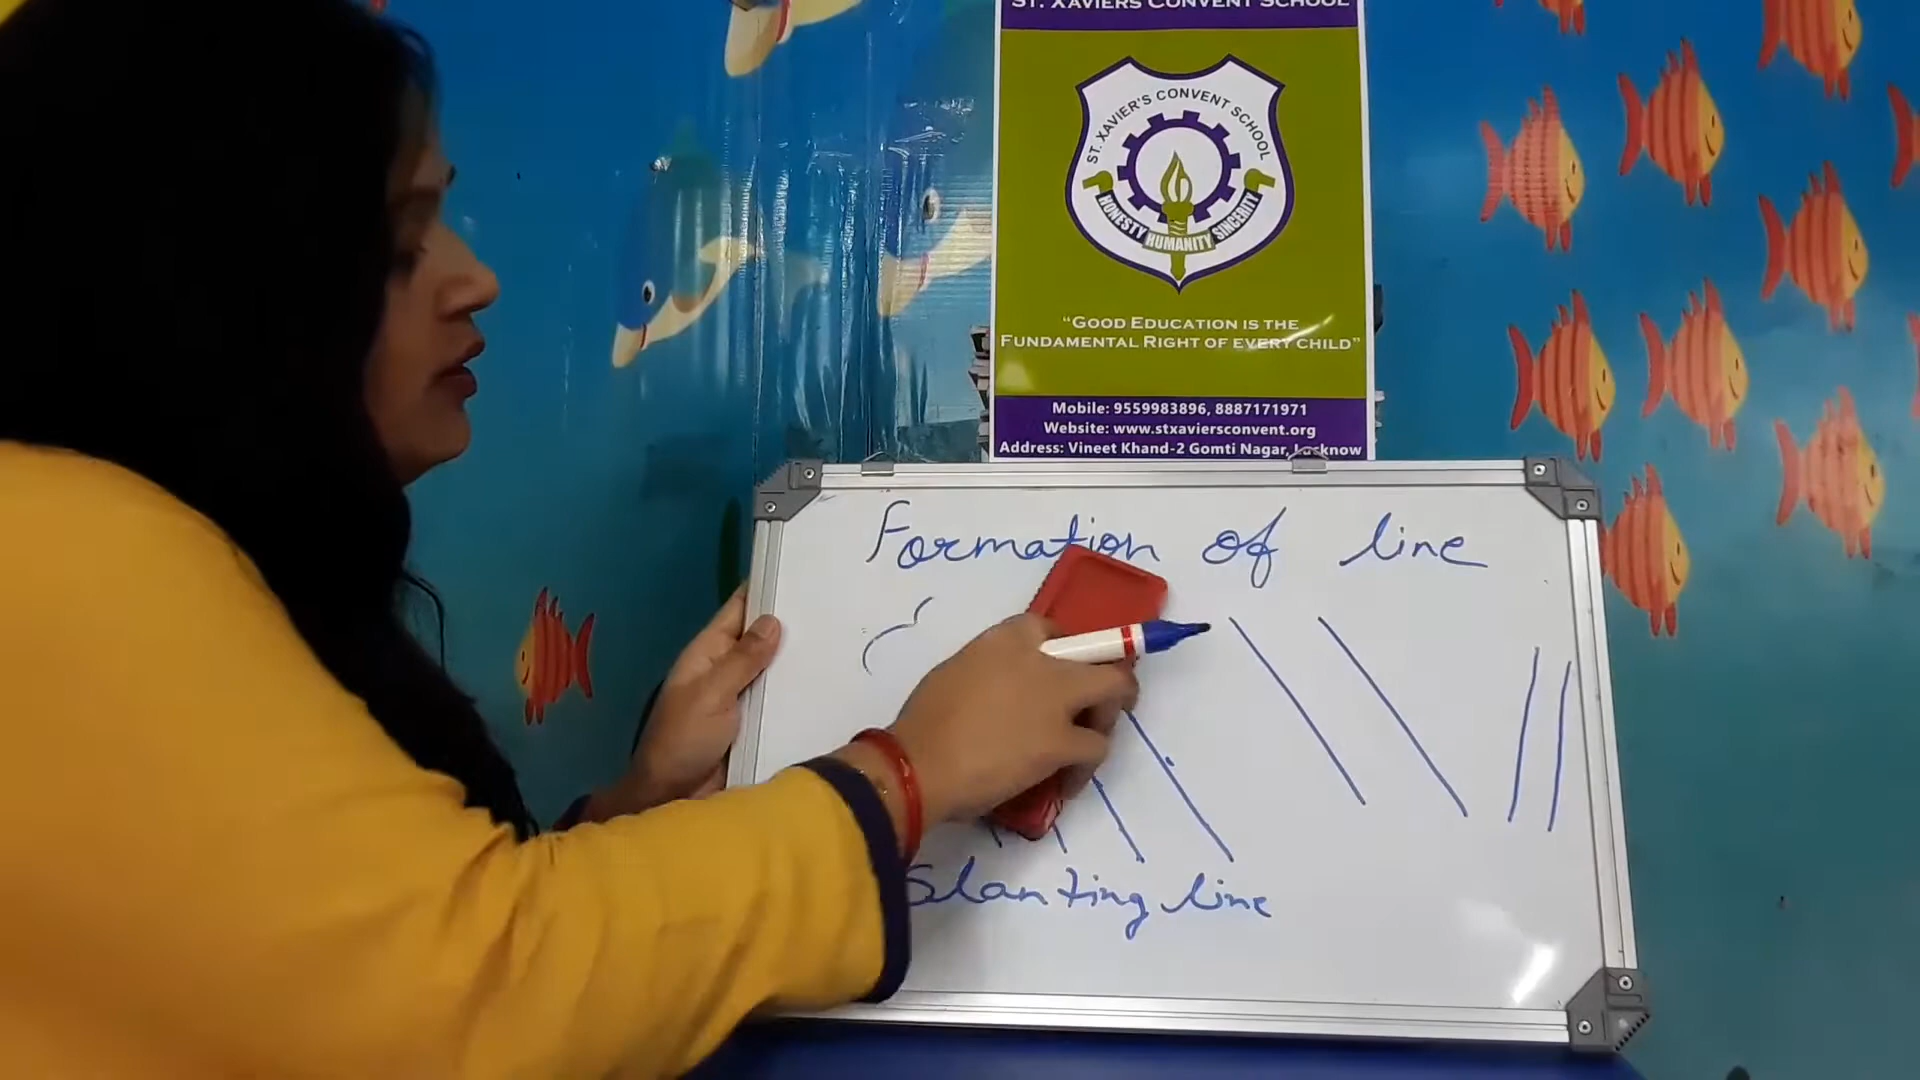 ST. XAVIERS CONVENT SCHOOL
ST. XAVIER'S CONVENT SCHOOL
HONESTY HUMANITY SINCERITY
"GOOD EDUCATION IS THE
FUNDAMENTAL RIGHT OF EVERY CHILD"
Mobile: 9559983896, 8887171971
Website: www.stxaviersconvent.org
Address: Vineet Khand-2 Gomti Nagar, Lucknow
Formation of line
Slanting line